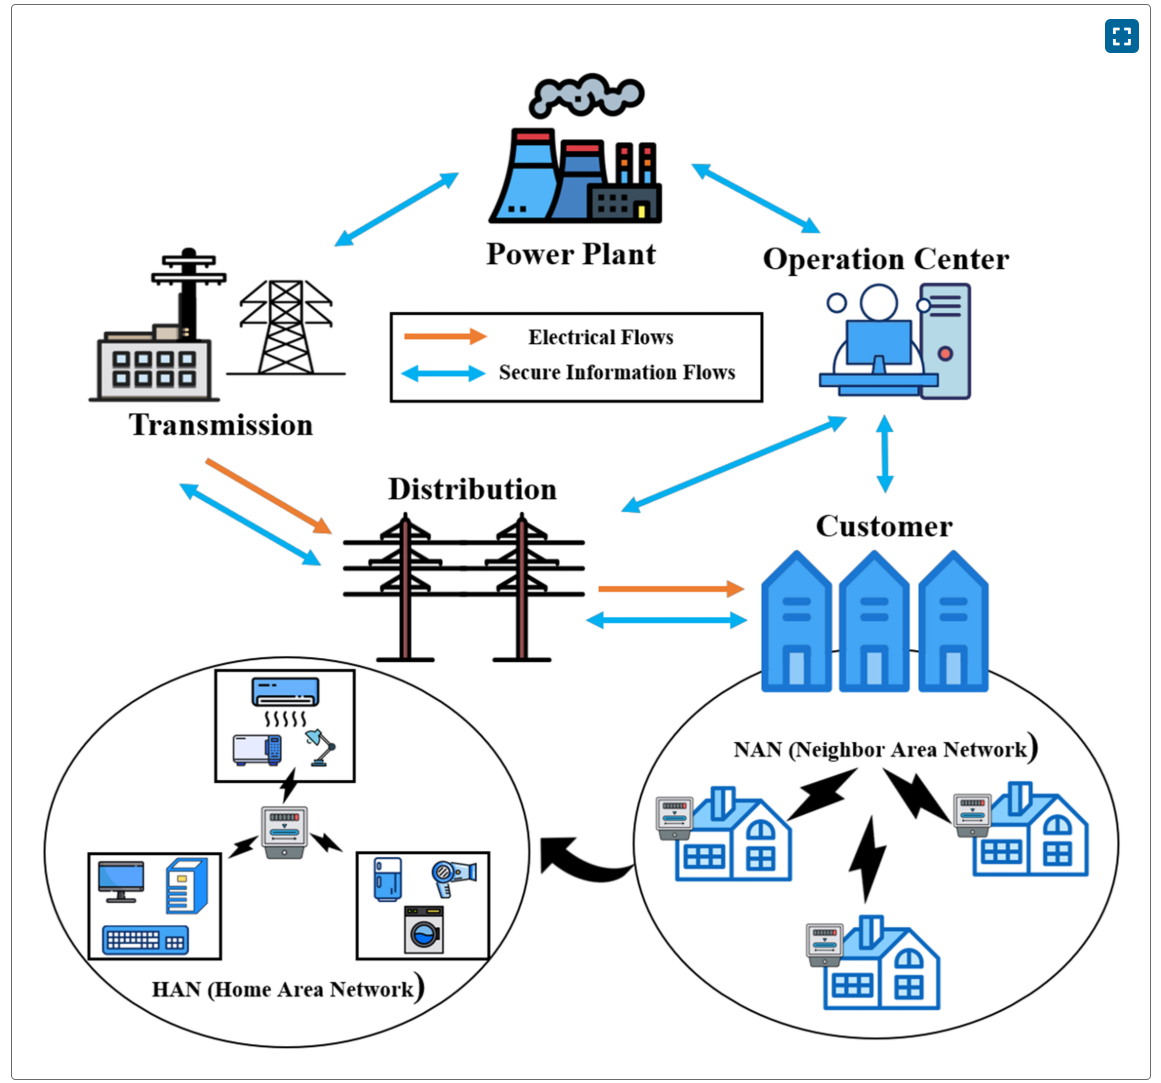 Power Plant
Operation Center
Electrical Flows
Secure Information Flows
Transmission
Distribution
Customer
NAN (Neighbor Area Network)
HAN (Home Area Network)